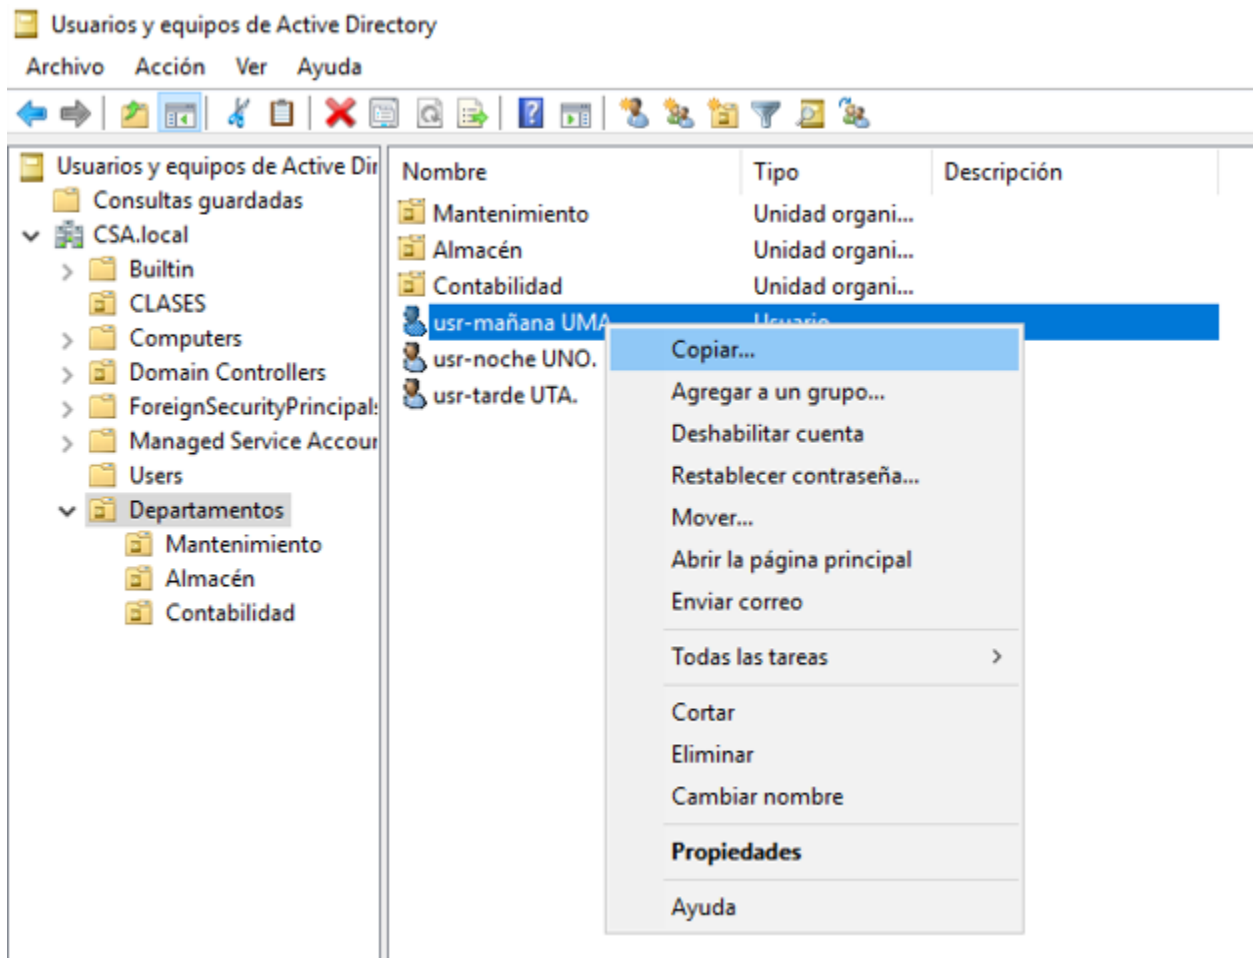 Usuarios y equipos de Active Directory
Archivo Acción Ver Ayuda
Usuarios y equipos de Active Dir
Consultas guardadas
CSA.local
Builtin
CLASES
Computers
Domain Controllers
ForeignSecurityPrincipal
Managed Service Accour
Users
Departamentos
Mantenimiento
Almacén
Contabilidad
Nombre Tipo Descripción
Mantenimiento Unidad organi...
Almacén Unidad organi...
Contabilidad Unidad organi...
usr-mañana UMA Usuario
usr-noche UNO.
usr-tarde UTA.
Copiar...
Agregar a un grupo...
Deshabilitar cuenta
Restablecer contraseña...
Mover...
Abrir la página principal
Enviar correo
Todas las tareas
Cortar
Eliminar
Cambiar nombre
Propiedades
Ayuda